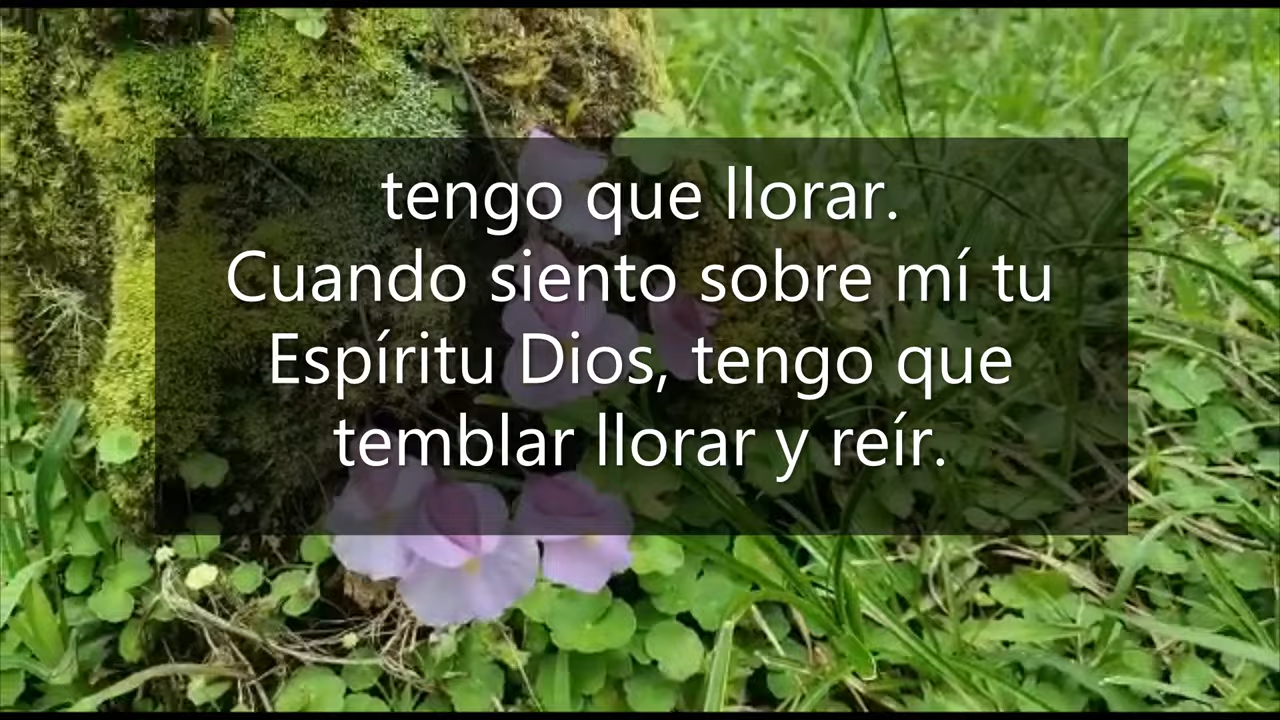 tengo que llorar.
Cuando siento sobre mí tu
Espíritu Dios, tengo que
temblar llorar y reír.